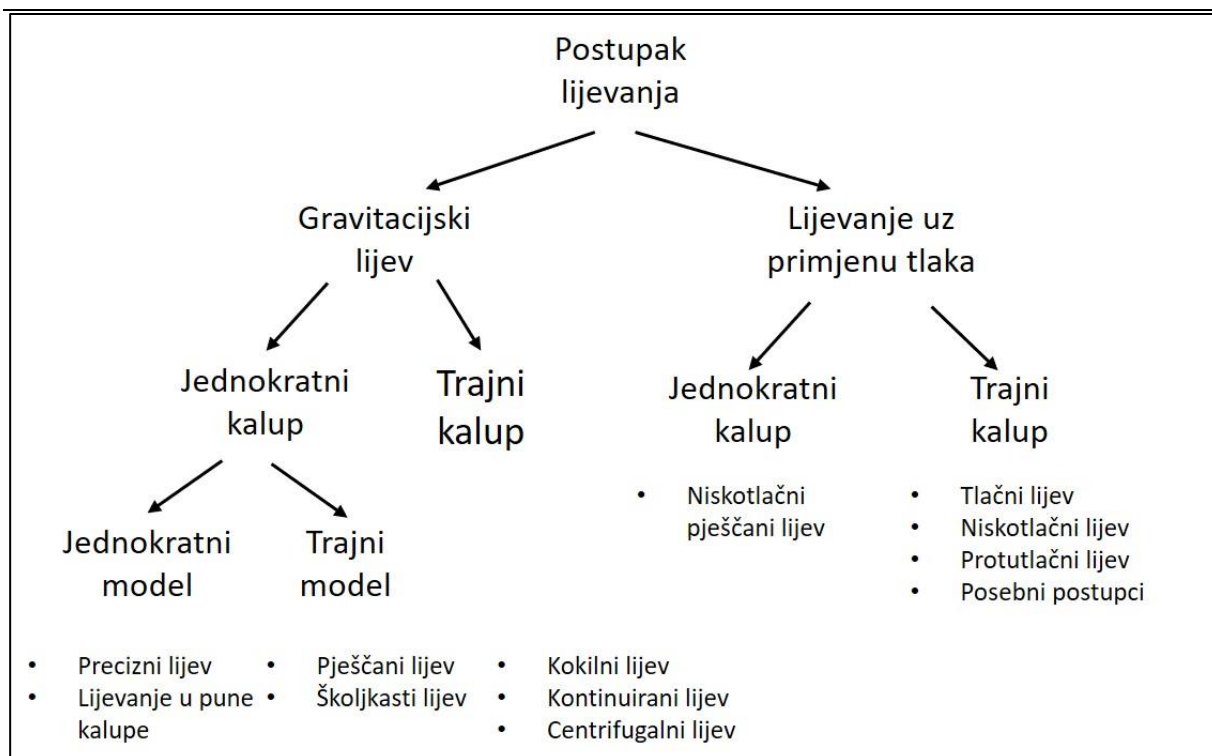 Postupak
lijevanja
Gravitacijski
lijev
Lijevanje uz
primjenu tlaka
Jednokratni
kalup
Trajni
kalup
Jednokratni
kalup
Trajni
kalup
Jednokratni
model
Trajni
model
• Niskotlačni
pješčani lijev
• Tlačni lijev
• Niskotlačni lijev
• Protutlačni lijev
• Posebni postupci
• Precizni lijev
• Lijevanje u pune
kalupe
• Pješčani lijev
• Školjkasti lijev
• Kokilni lijev
• Kontinuirani lijev
• Centrifugalni lijev